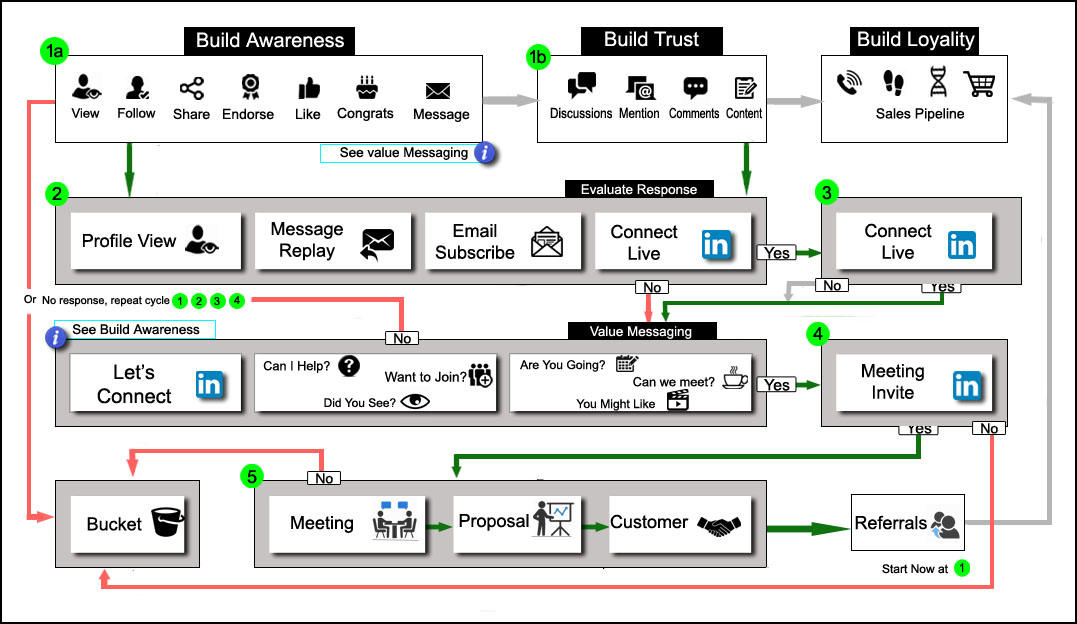 Build Awareness
Build Trust
Build Loyality
1a
1b
View
Follow
Share
Endorse
Like
Congrats
Message
Discussions
Mention
Comments
Content
Sales Pipeline
See value Messaging
i
2
Evaluate Response
3
Profile View
Message
Replay
Email
Subscribe
Connect
Live
in
Yes
Connect
Live
in
No
No
Yes
Or
No response, repeat cycle 1 2 3 4
No
i
See Build Awareness
Value Messaging
4
Let's
Connect
in
Can I Help?
Want to Join?
Did You See?
Are You Going?
Can we meet?
You Might Like
Yes
Meeting
Invite
in
Yes
No
No
5
Bucket
Meeting
Proposal
Customer
Referrals
Start Now at 1